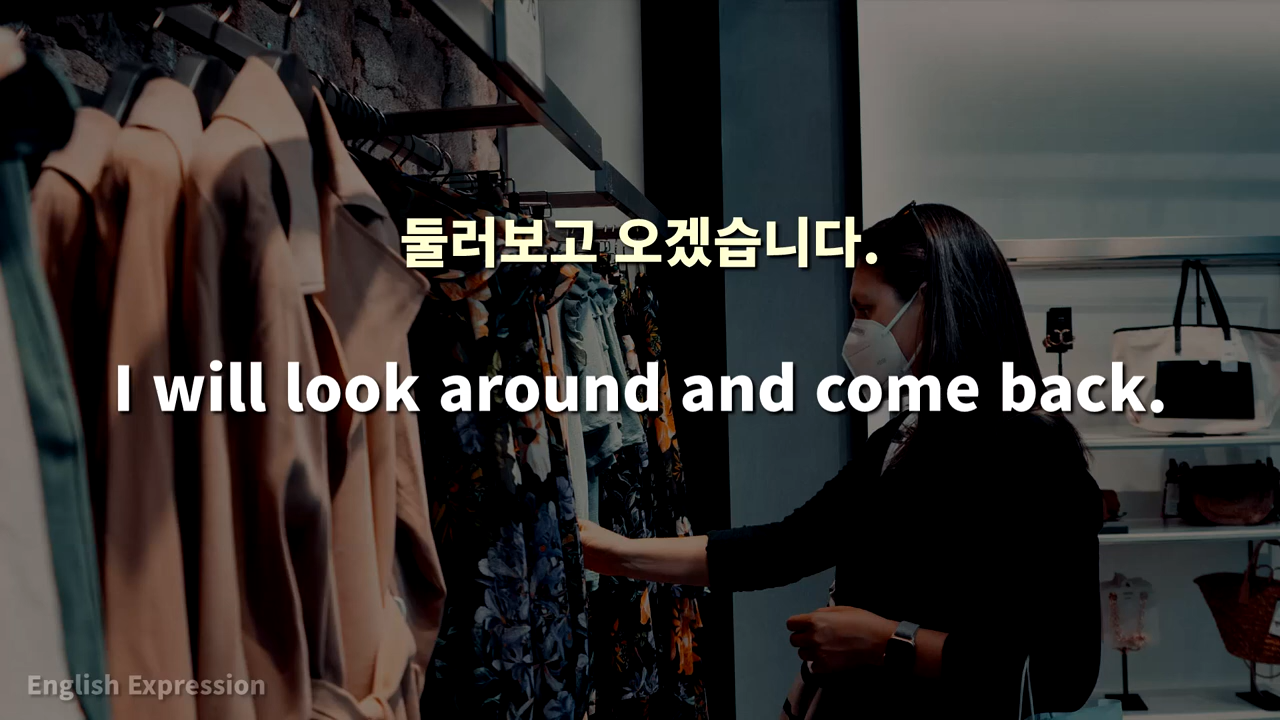 둘러보고 오겠습니다.
I will look around and come back.
English Expression